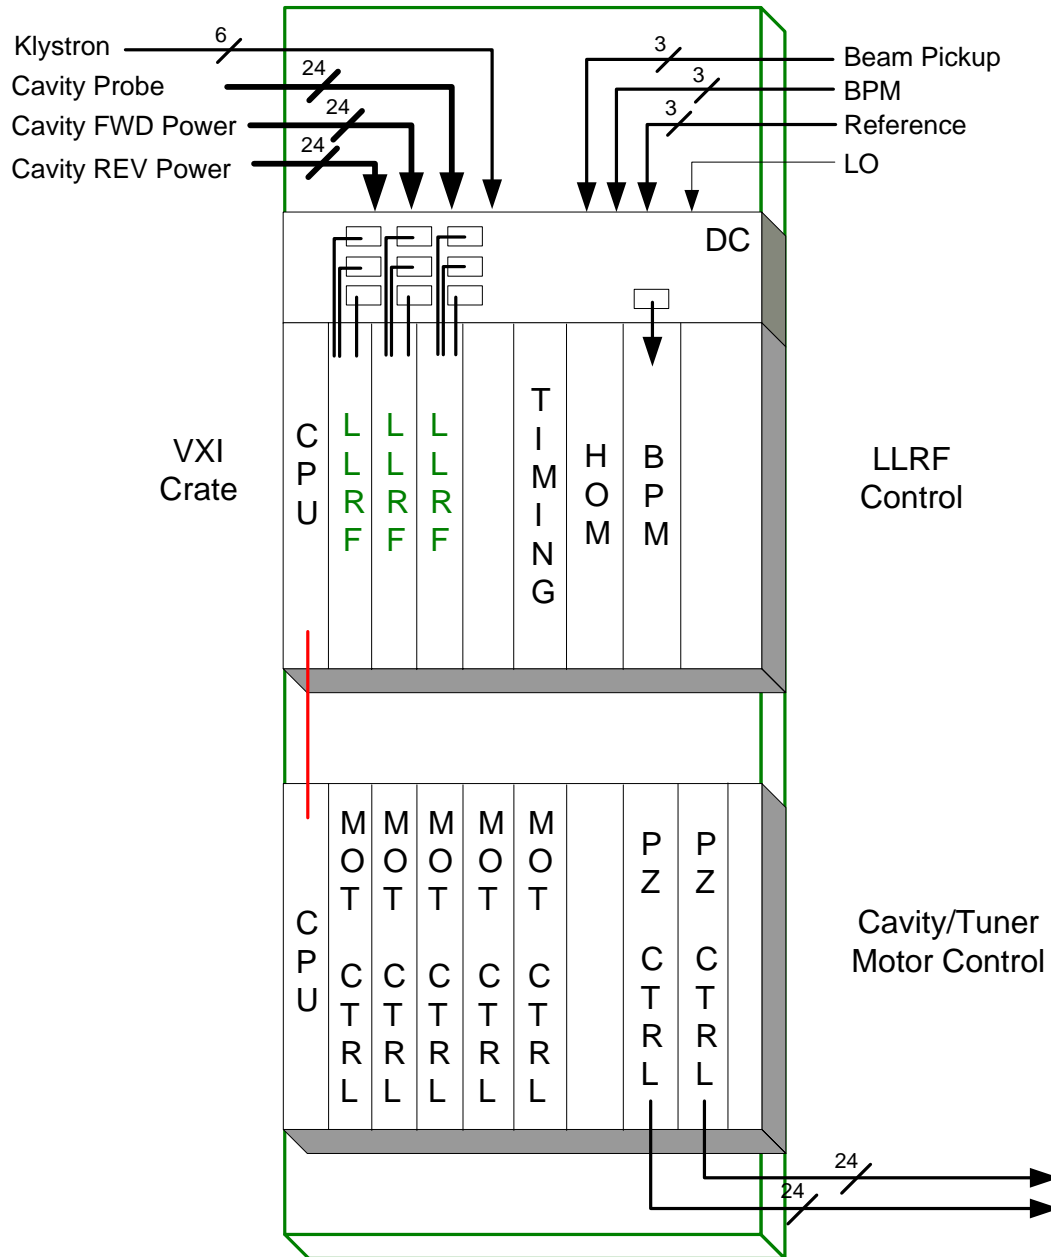 Klystron
6
Cavity Probe
24
Cavity FWD Power
24
Cavity REV Power
24
3
Beam Pickup
3
BPM
3
Reference
LO
DC
VXI
Crate
CPU
LLRF
LLRF
LLRF
TIMING
HOM
BPM
LLRF
Control
CPU
MOT CTRL
MOT CTRL
MOT CTRL
MOT CTRL
MOT CTRL
PZ CTRL
PZ CTRL
Cavity/Tuner
Motor Control
24
24